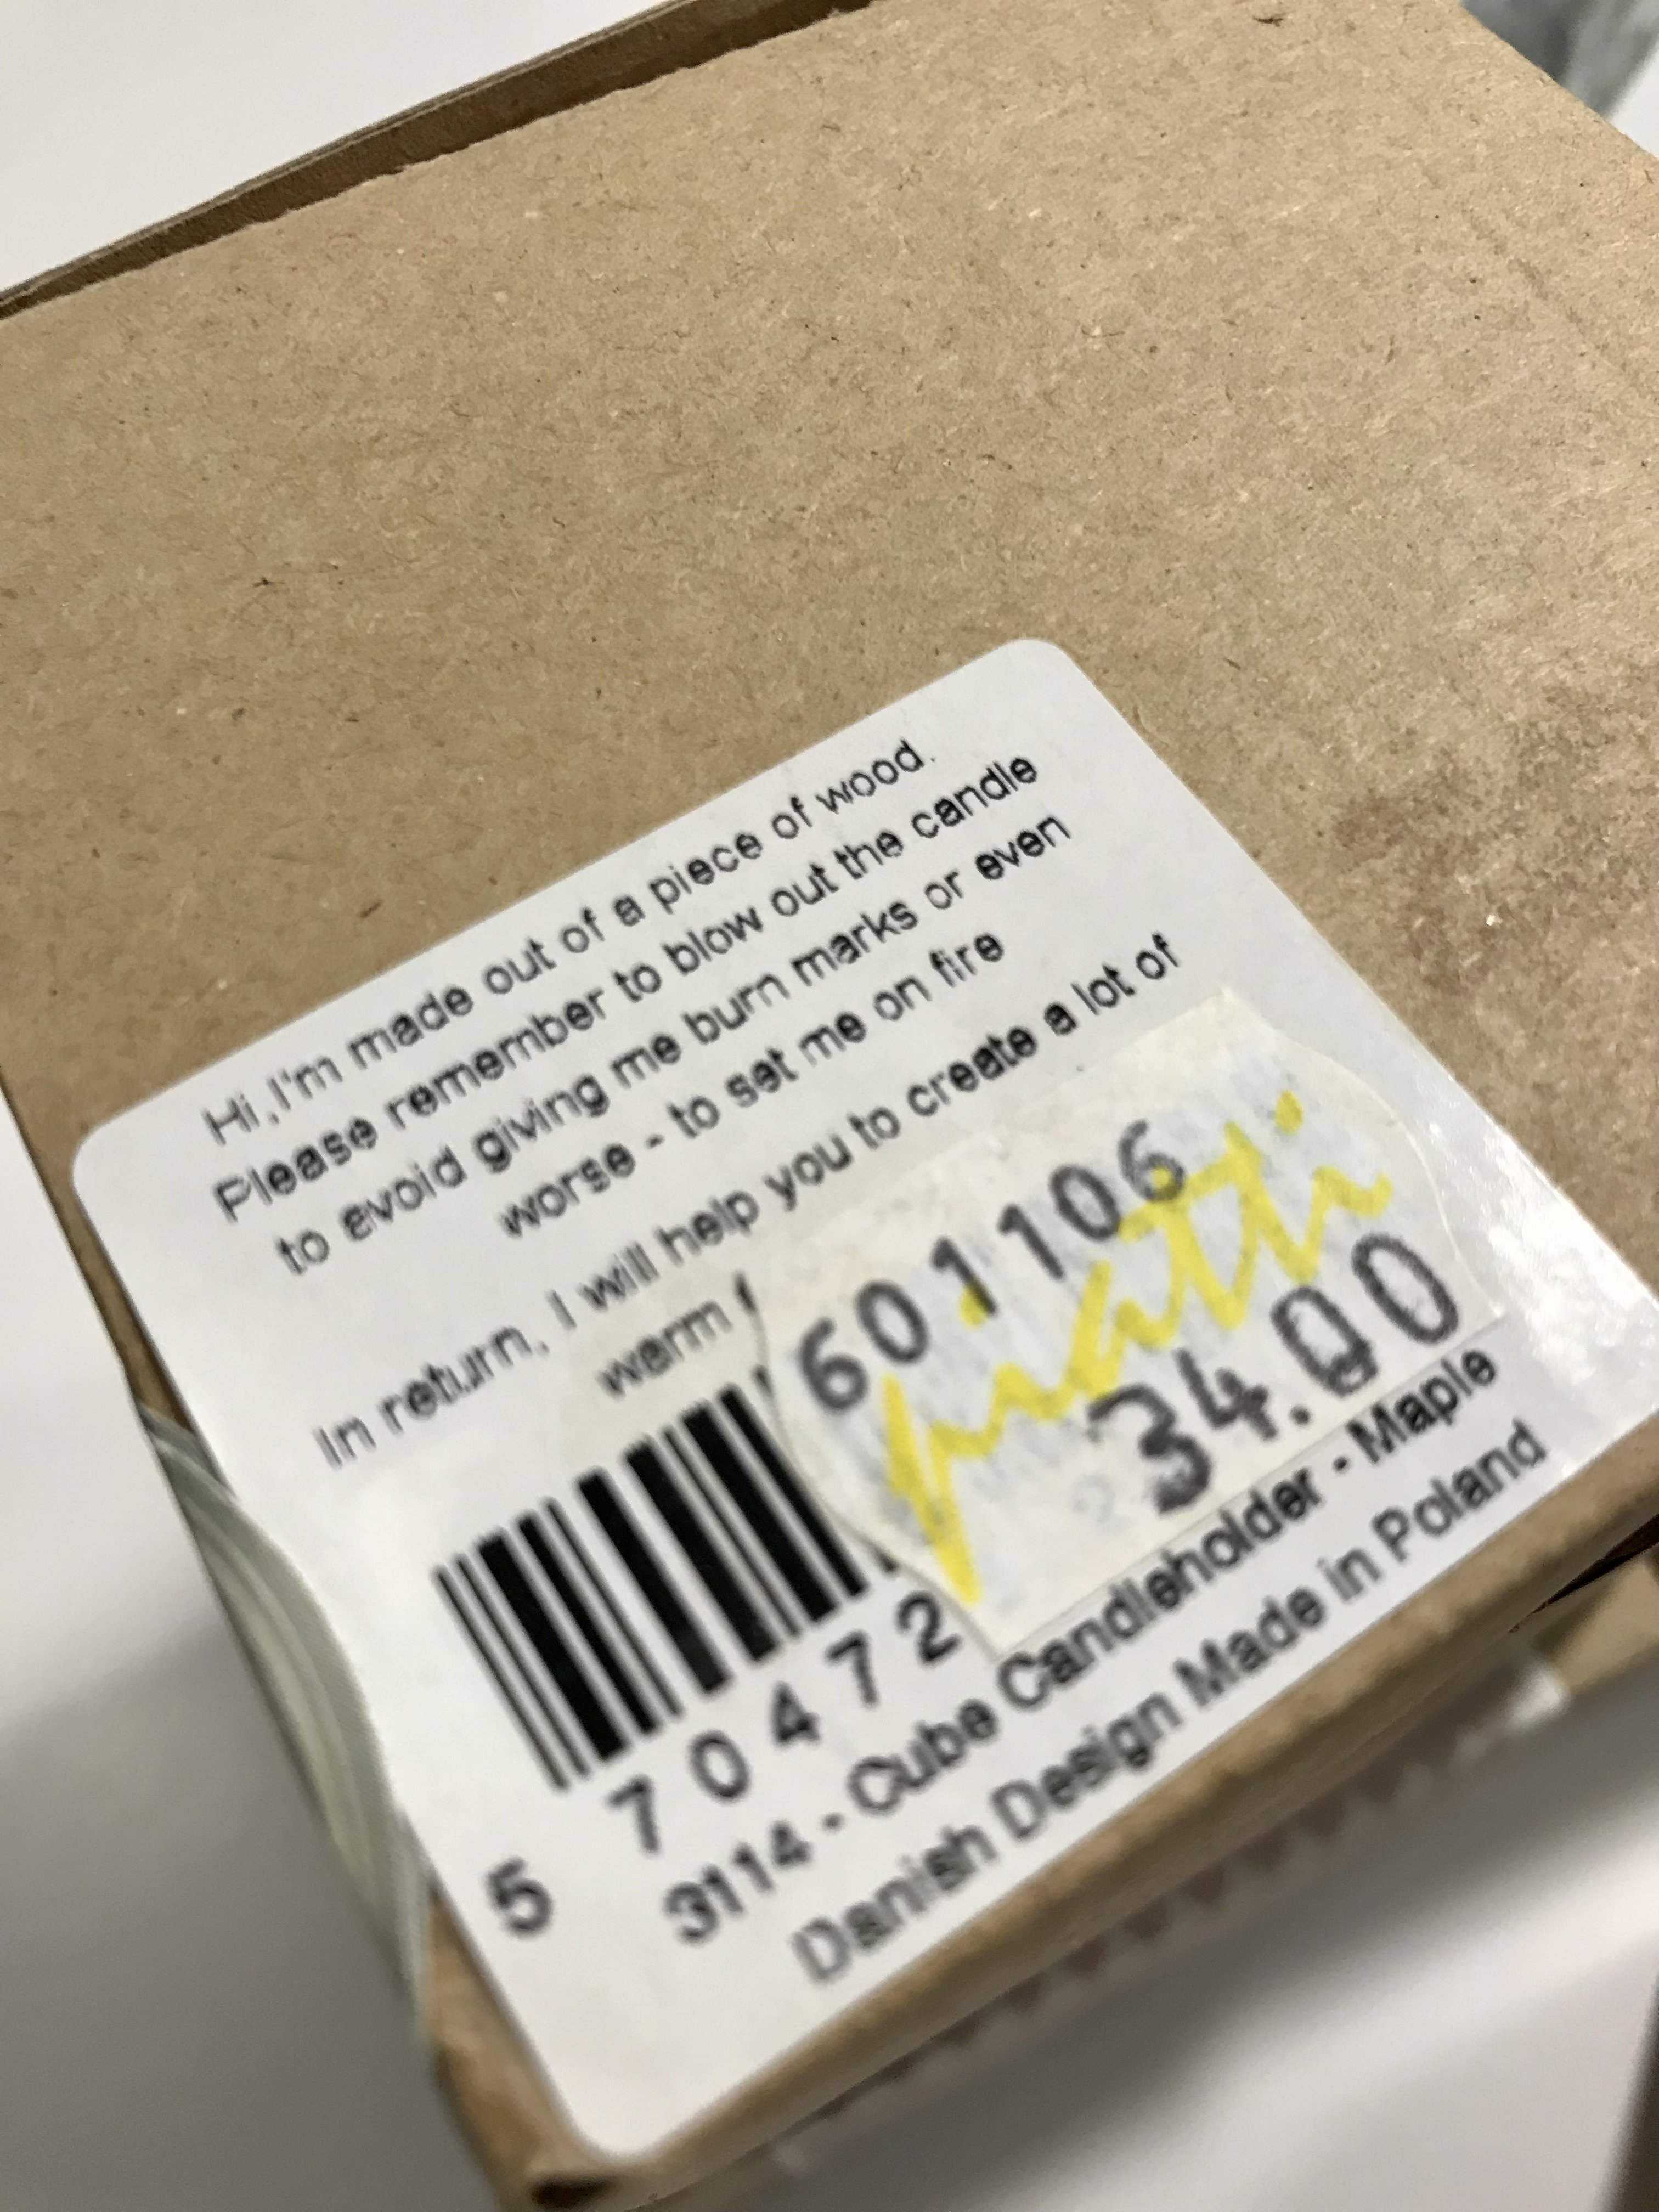 Hi,I'm made out of a piece of wood.
Please remember to blow out the candle
to avoid giving me burn marks or even
worse - to set me on fire
In return, I will help you to create a lot of
warm
601106
piatti
34.00
5 70472
3114 - Cube Candleholder - Maple
Danish Design Made in Poland